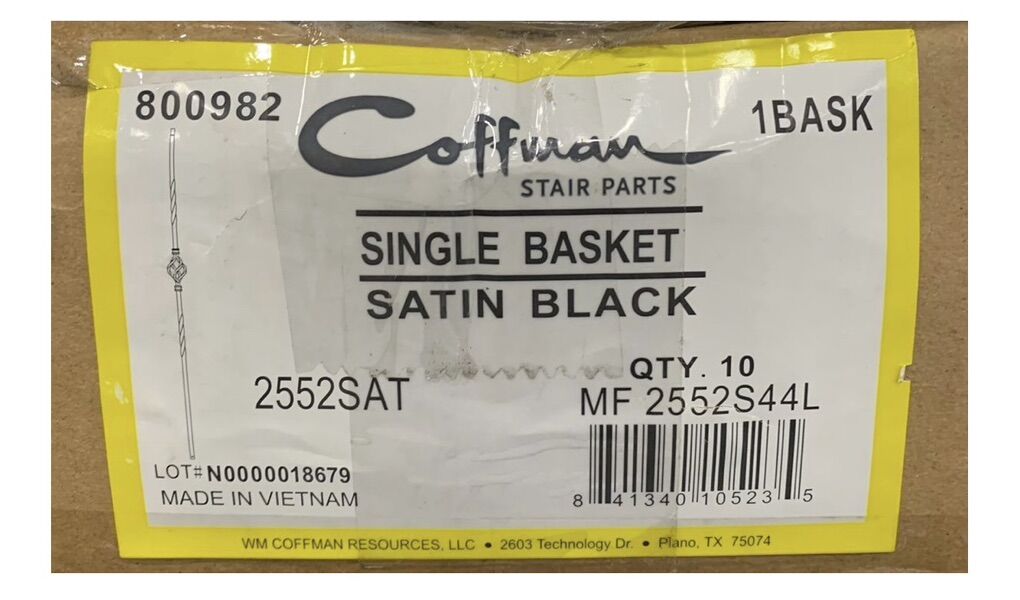 800982
Coffman
1BASK
STAIR PARTS
SINGLE BASKET
SATIN BLACK
QTY. 10
2552SAT
MF 2552S44L
LOT# N0000018679
MADE IN VIETNAM
8 41340 10523 5
WM COFFMAN RESOURCES, LLC • 2603 Technology Dr. • Plano, TX 75074